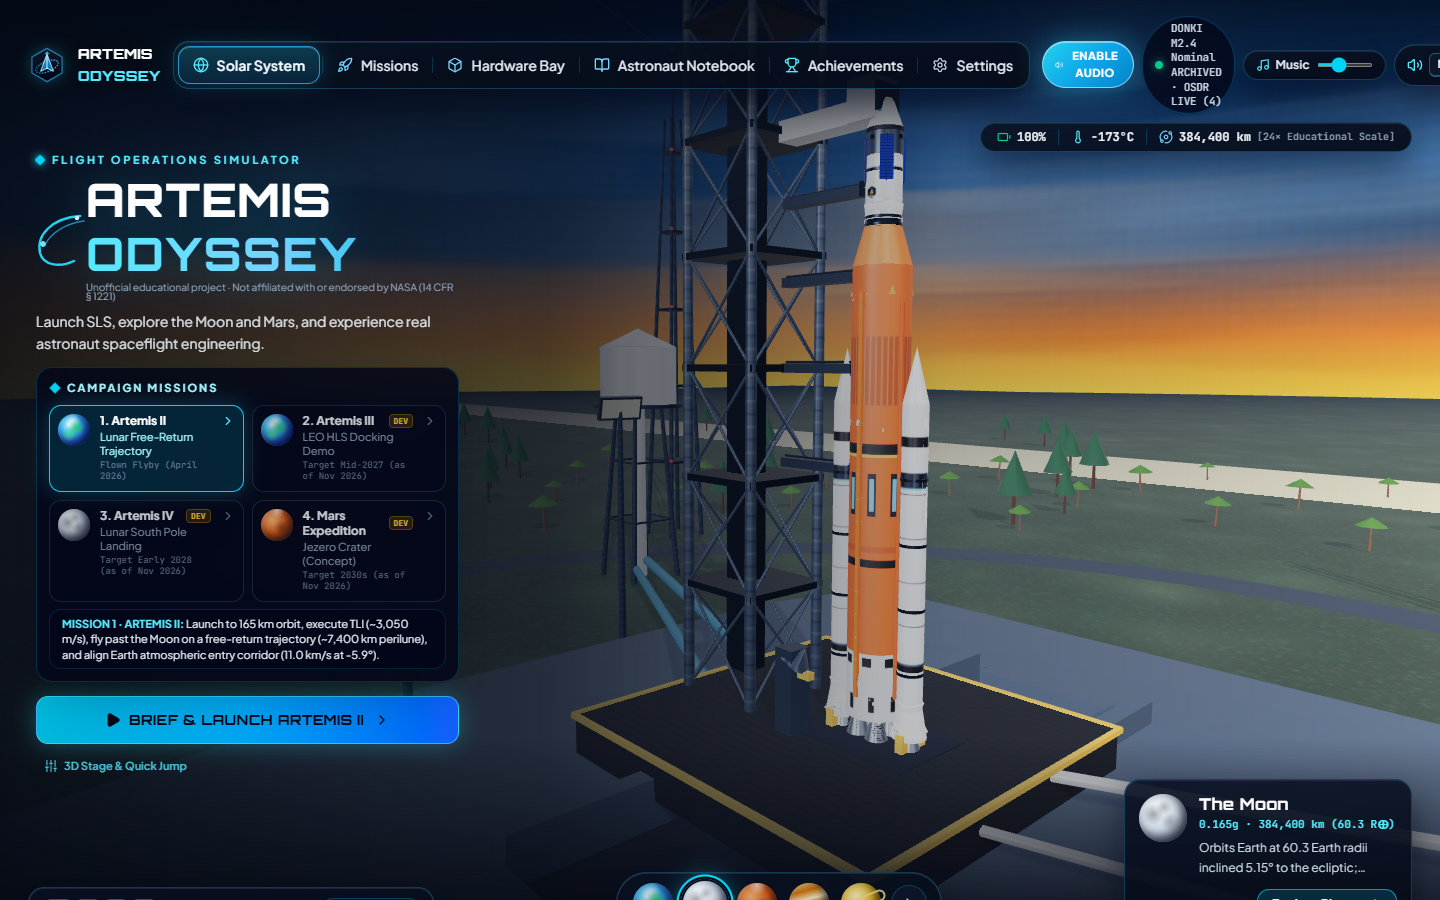 ARTEMIS
ODYSSEY
Solar System
Missions
Hardware Bay
Astronaut Notebook
Achievements
Settings
ENABLE
AUDIO
DONKI
M2.4
Nominal
ARCHIVED
· OSDR
LIVE (4)
Music
100%
-173°C
384,400 km [24× Educational Scale]
FLIGHT OPERATIONS SIMULATOR
ARTEMIS
ODYSSEY
Unofficial educational project · Not affiliated with or endorsed by NASA (14 CFR
§ 1221)
Launch SLS, explore the Moon and Mars, and experience real
astronaut spaceflight engineering.
CAMPAIGN MISSIONS
1. Artemis II
Lunar Free-Return
Trajectory
Flown Flyby (April
2026)
2. Artemis III DEV
LEO HLS Docking
Demo
Target Mid-2027 (as
of Nov 2026)
3. Artemis IV DEV
Lunar South Pole
Landing
Target Early 2028
(as of Nov 2026)
4. Mars
Expedition DEV
Jezero Crater
(Concept)
Target 2030s (as of
Nov 2026)
MISSION 1 · ARTEMIS II: Launch to 165 km orbit, execute TLI (~3,050
m/s), fly past the Moon on a free-return trajectory (~7,400 km perilune),
and align Earth atmospheric entry corridor (11.0 km/s at -5.9°).
BRIEF & LAUNCH ARTEMIS II
3D Stage & Quick Jump
The Moon
0.165g · 384,400 km (60.3 R⊕)
Orbits Earth at 60.3 Earth radii
inclined 5.15° to the ecliptic;…